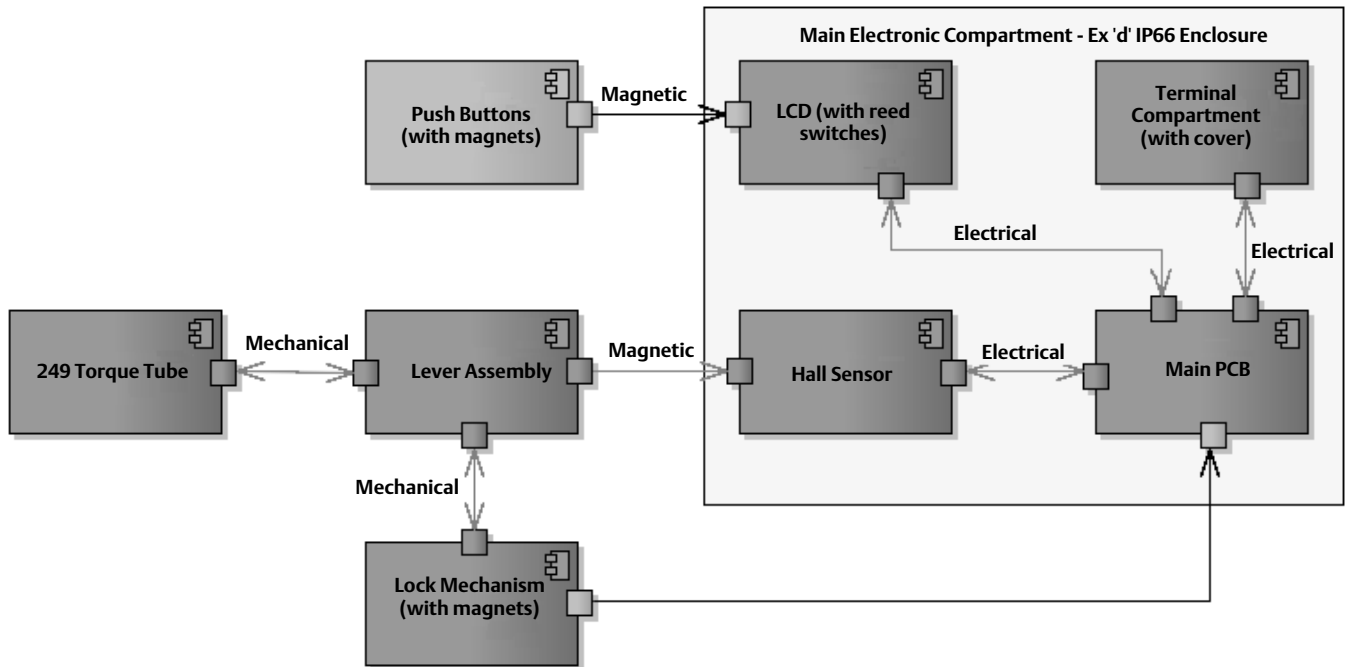 Main Electronic Compartment - Ex 'd' IP66 Enclosure
Push Buttons
(with magnets)
Magnetic
LCD (with reed
switches)
Terminal
Compartment
(with cover)
Electrical
Electrical
249 Torque Tube
Mechanical
Lever Assembly
Magnetic
Hall Sensor
Electrical
Main PCB
Mechanical
Lock Mechanism
(with magnets)